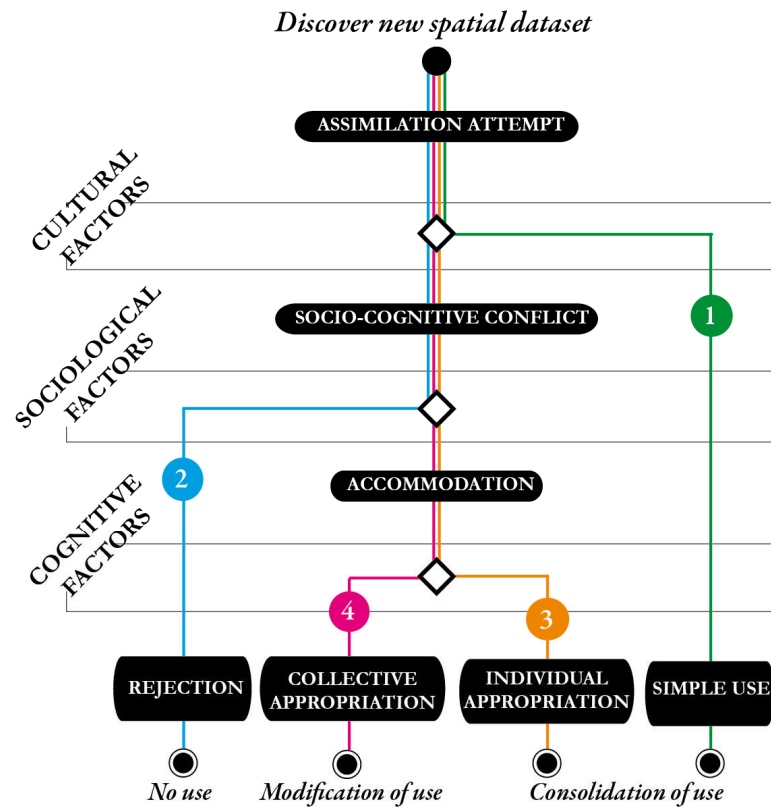 Discover new spatial dataset
ASSIMILATION ATTEMPT
CULTURAL
FACTORS
SOCIO-COGNITIVE CONFLICT
1
SOCIOLOGICAL
FACTORS
2
ACCOMMODATION
COGNITIVE
FACTORS
4
3
REJECTION
COLLECTIVE
APPROPRIATION
INDIVIDUAL
APPROPRIATION
SIMPLE USE
No use
Modification of use
Consolidation of use